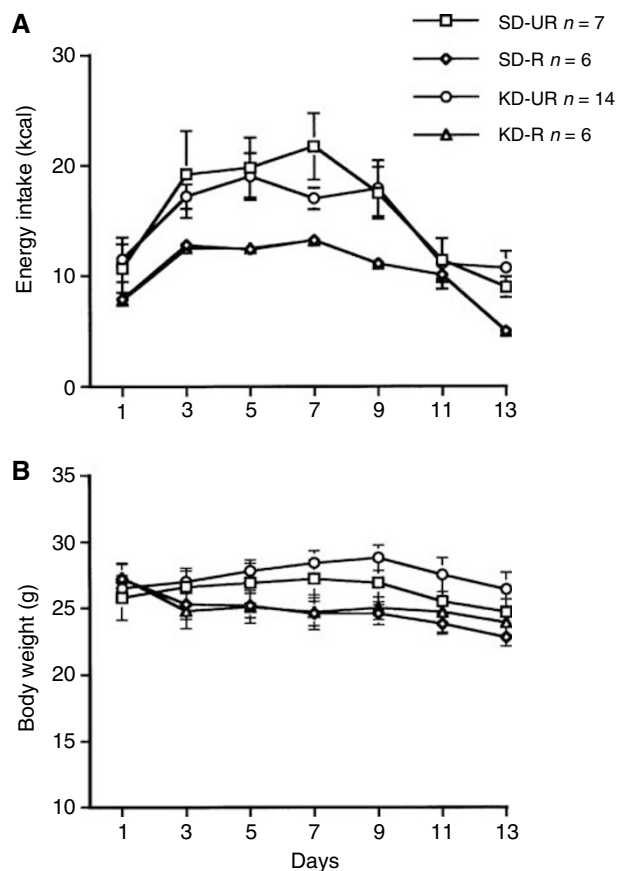 A
SD-UR n = 7
SD-R n = 6
KD-UR n = 14
KD-R n = 6
Energy intake (kcal)
30
20
10
0
1 3 5 7 9 11 13
B
Body weight (g)
35
30
25
20
15
10
1 3 5 7 9 11 13
Days